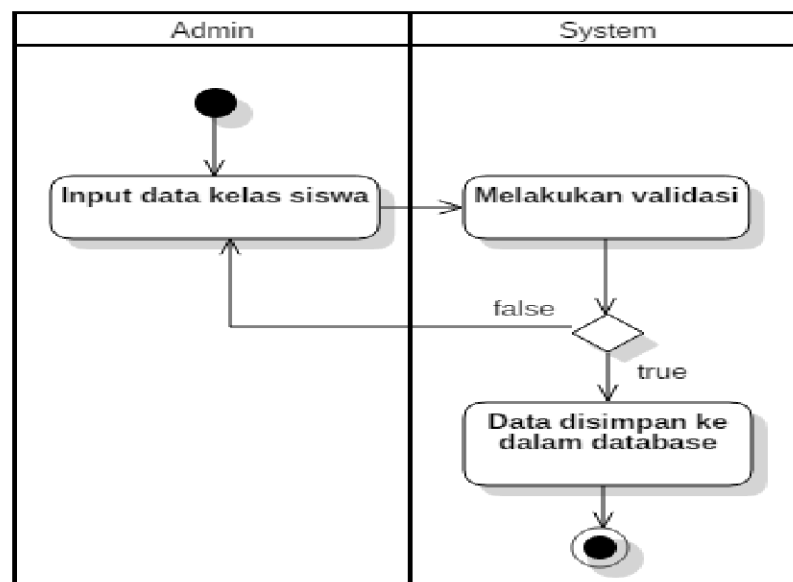 Admin
System
Input data kelas siswa
Melakukan validasi
false
true
Data disimpan ke
dalam database